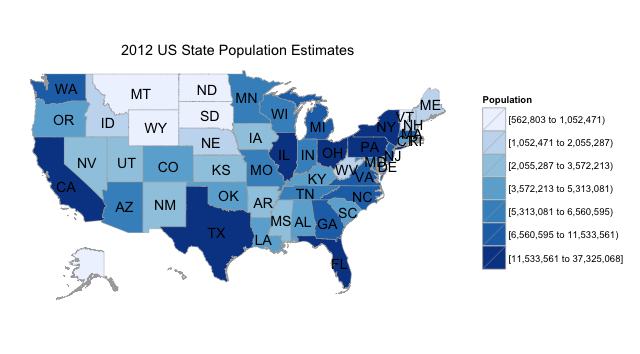 2012 US State Population Estimates
WA
MT
ND
MN
ME
OR
ID
SD
WI
MI
VT
NH
NY
MA
CT
RI
WY
IA
PA
NJ
NE
IL
IN
OH
MD
DE
NV
UT
CO
KS
MO
KY
WV
VA
CA
AZ
NM
OK
AR
TN
NC
SC
TX
LA
MS
AL
GA
FL
Population
[562,803 to 1,052,471)
[1,052,471 to 2,055,287)
[2,055,287 to 3,572,213)
[3,572,213 to 5,313,081)
[5,313,081 to 6,560,595)
[6,560,595 to 11,533,561)
[11,533,561 to 37,325,068]